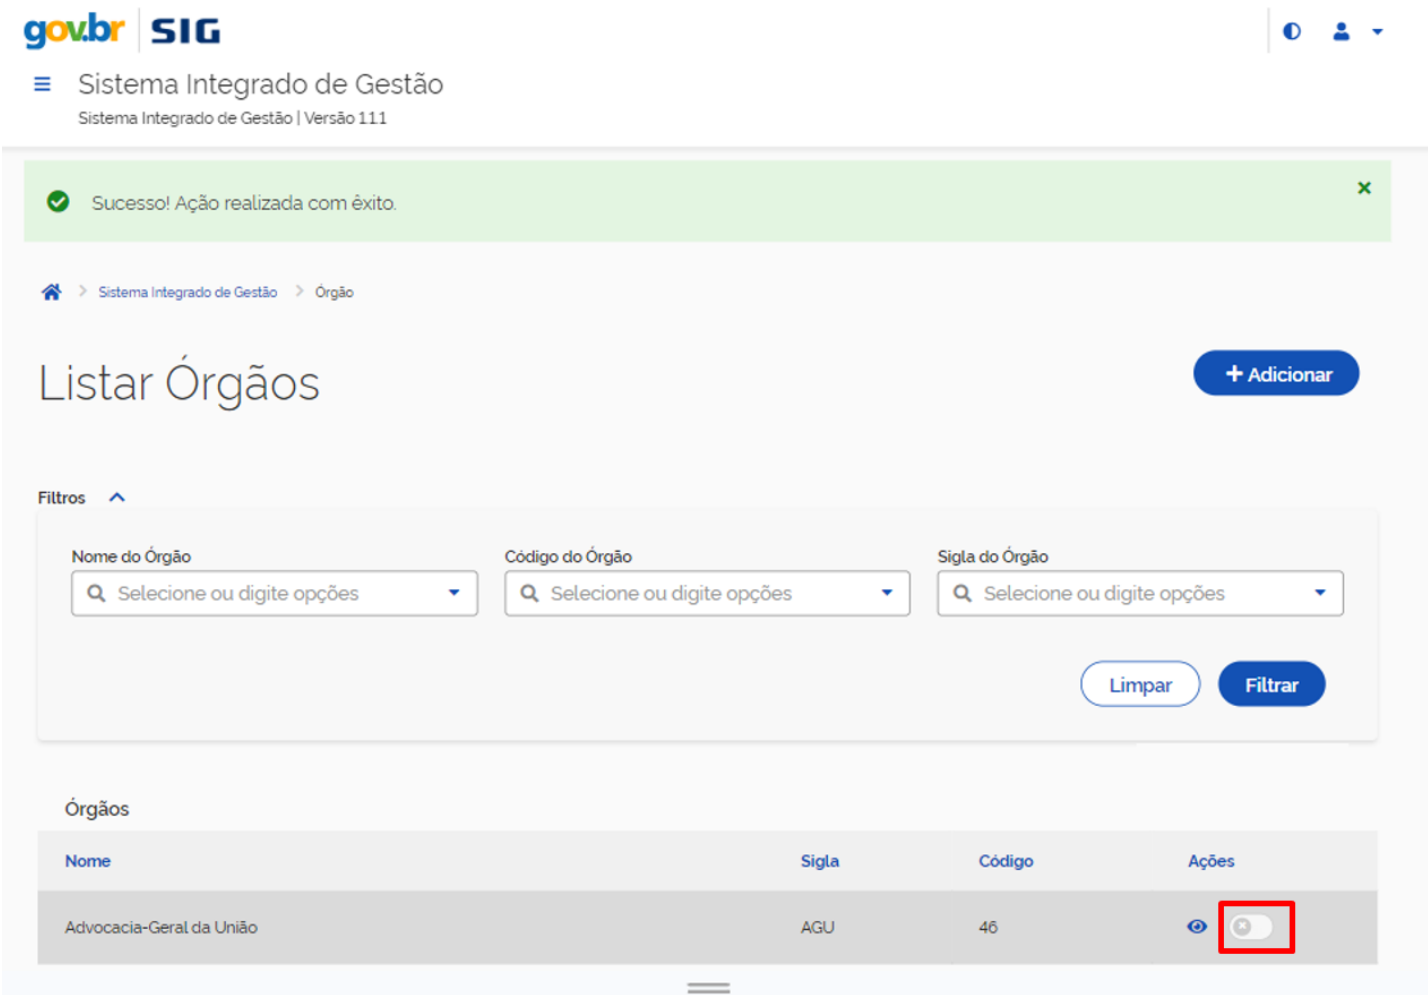 gov.br SIG
Sistema Integrado de Gestão
Sistema Integrado de Gestão | Versão 1.1.1
Sucesso! Ação realizada com êxito.
Sistema Integrado de Gestão > Órgão
Listar Órgãos
+ Adicionar
Filtros
Nome do Órgão Código do Órgão Sigla do Órgão
Selecione ou digite opções Selecione ou digite opções Selecione ou digite opções
Limpar Filtrar
Órgãos
Nome Sigla Código Ações
Advocacia-Geral da União AGU 46